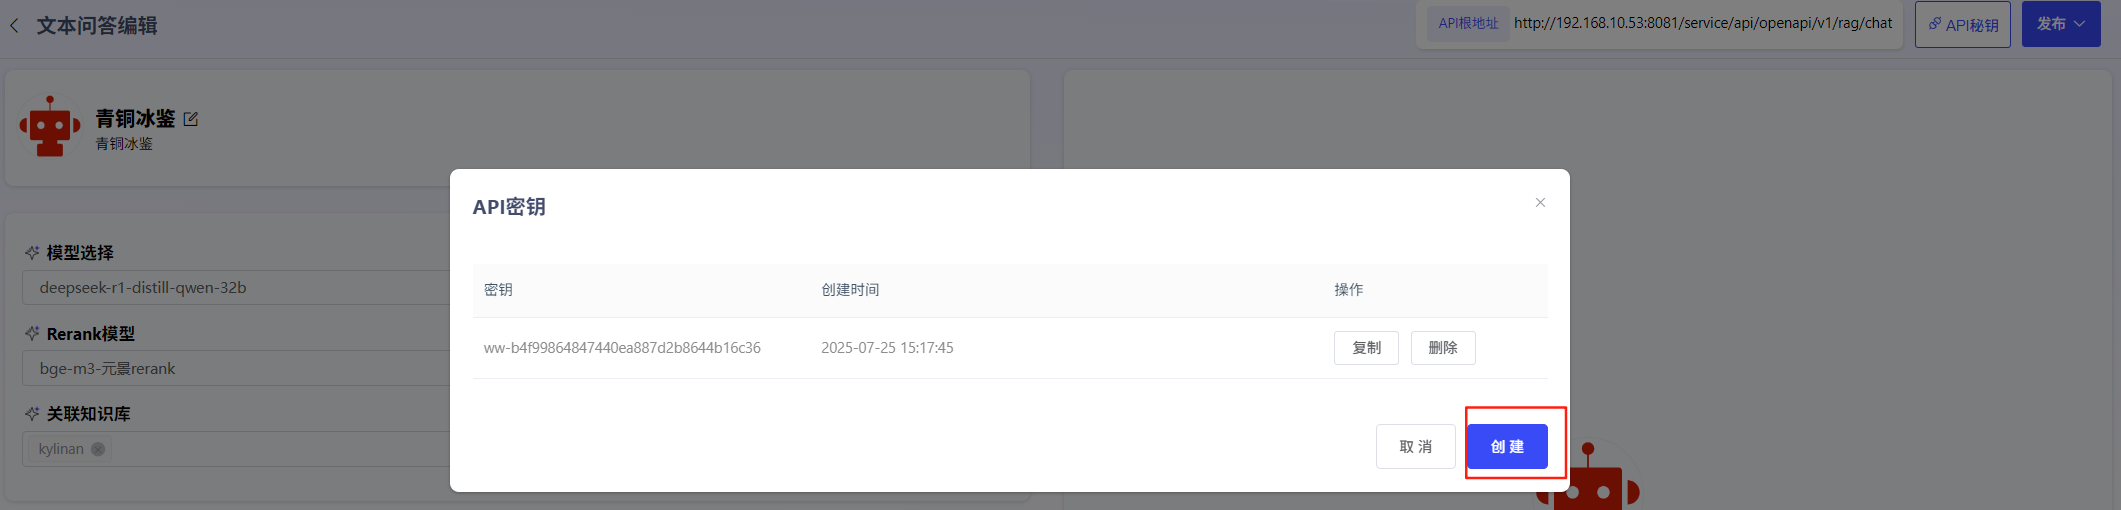 文本问答编辑
API根地址 http://192.168.10.53:8081/service/api/openapi/v1/rag/chat
API秘钥
发布
青铜冰鉴
青铜冰鉴
模型选择
deepseek-r1-distill-qwen-32b
Rerank模型
bge-m3-元景rerank
关联知识库
kylinan
API密钥
密钥 创建时间 操作
ww-b4f99864847440ea887d2b8644b16c36 2025-07-25 15:17:45 复制 删除
取消 创建